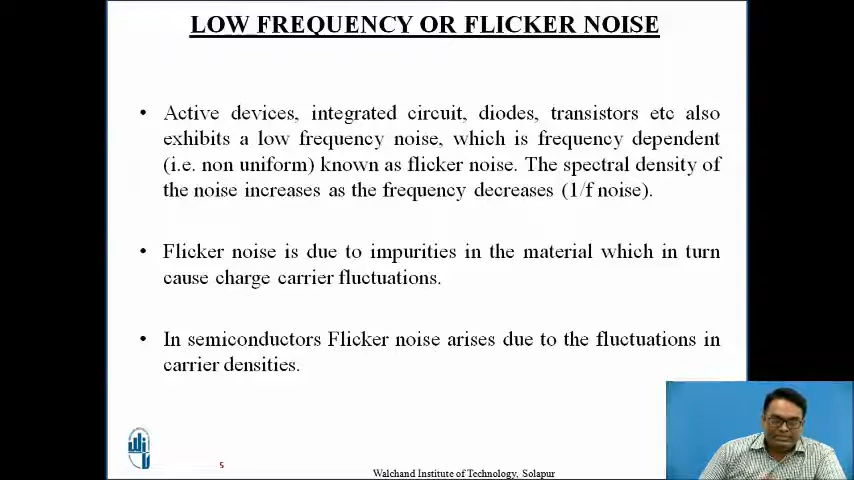 LOW FREQUENCY OR FLICKER NOISE
• Active devices, integrated circuit, diodes, transistors etc also
exhibits a low frequency noise, which is frequency dependent
(i.e. non uniform) known as flicker noise. The spectral density of
the noise increases as the frequency decreases (1/f noise).
• Flicker noise is due to impurities in the material which in turn
cause charge carrier fluctuations.
• In semiconductors Flicker noise arises due to the fluctuations in
carrier densities.
5
Walchand Institute of Technology, Solapur